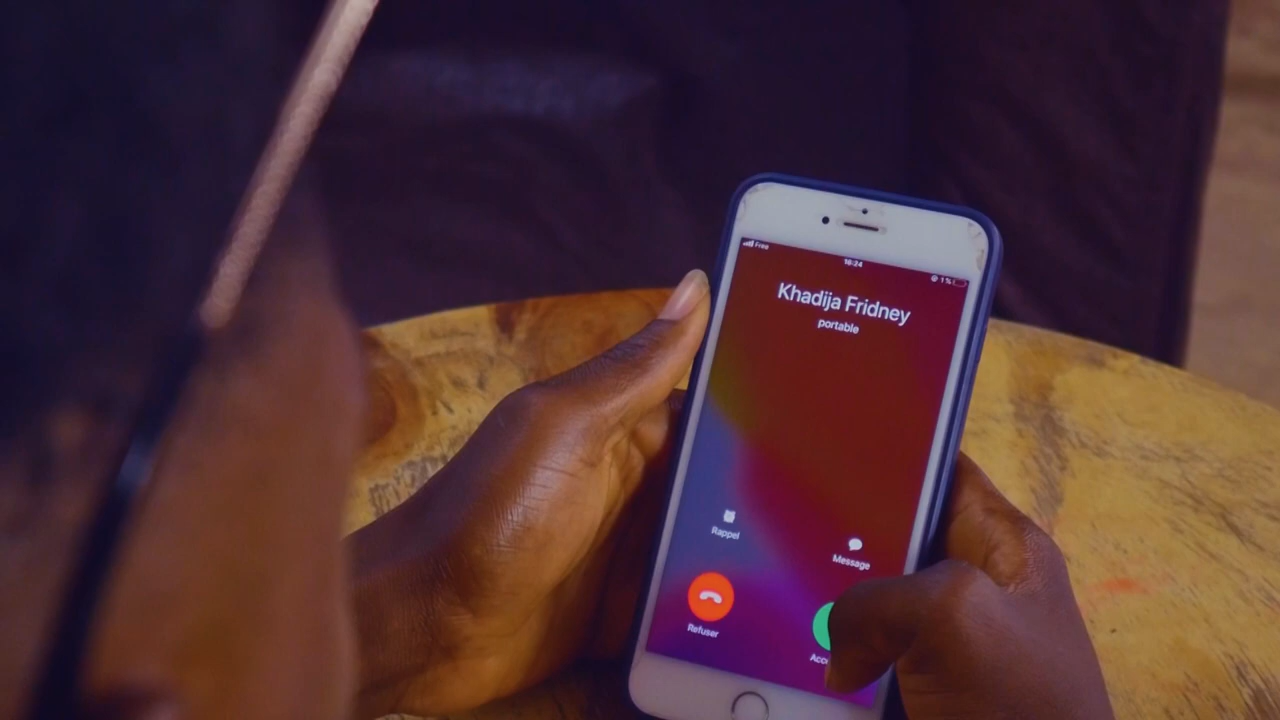 Free
16:24
1 %
Khadija Fridney
portable
Rappel
Message
Refuser